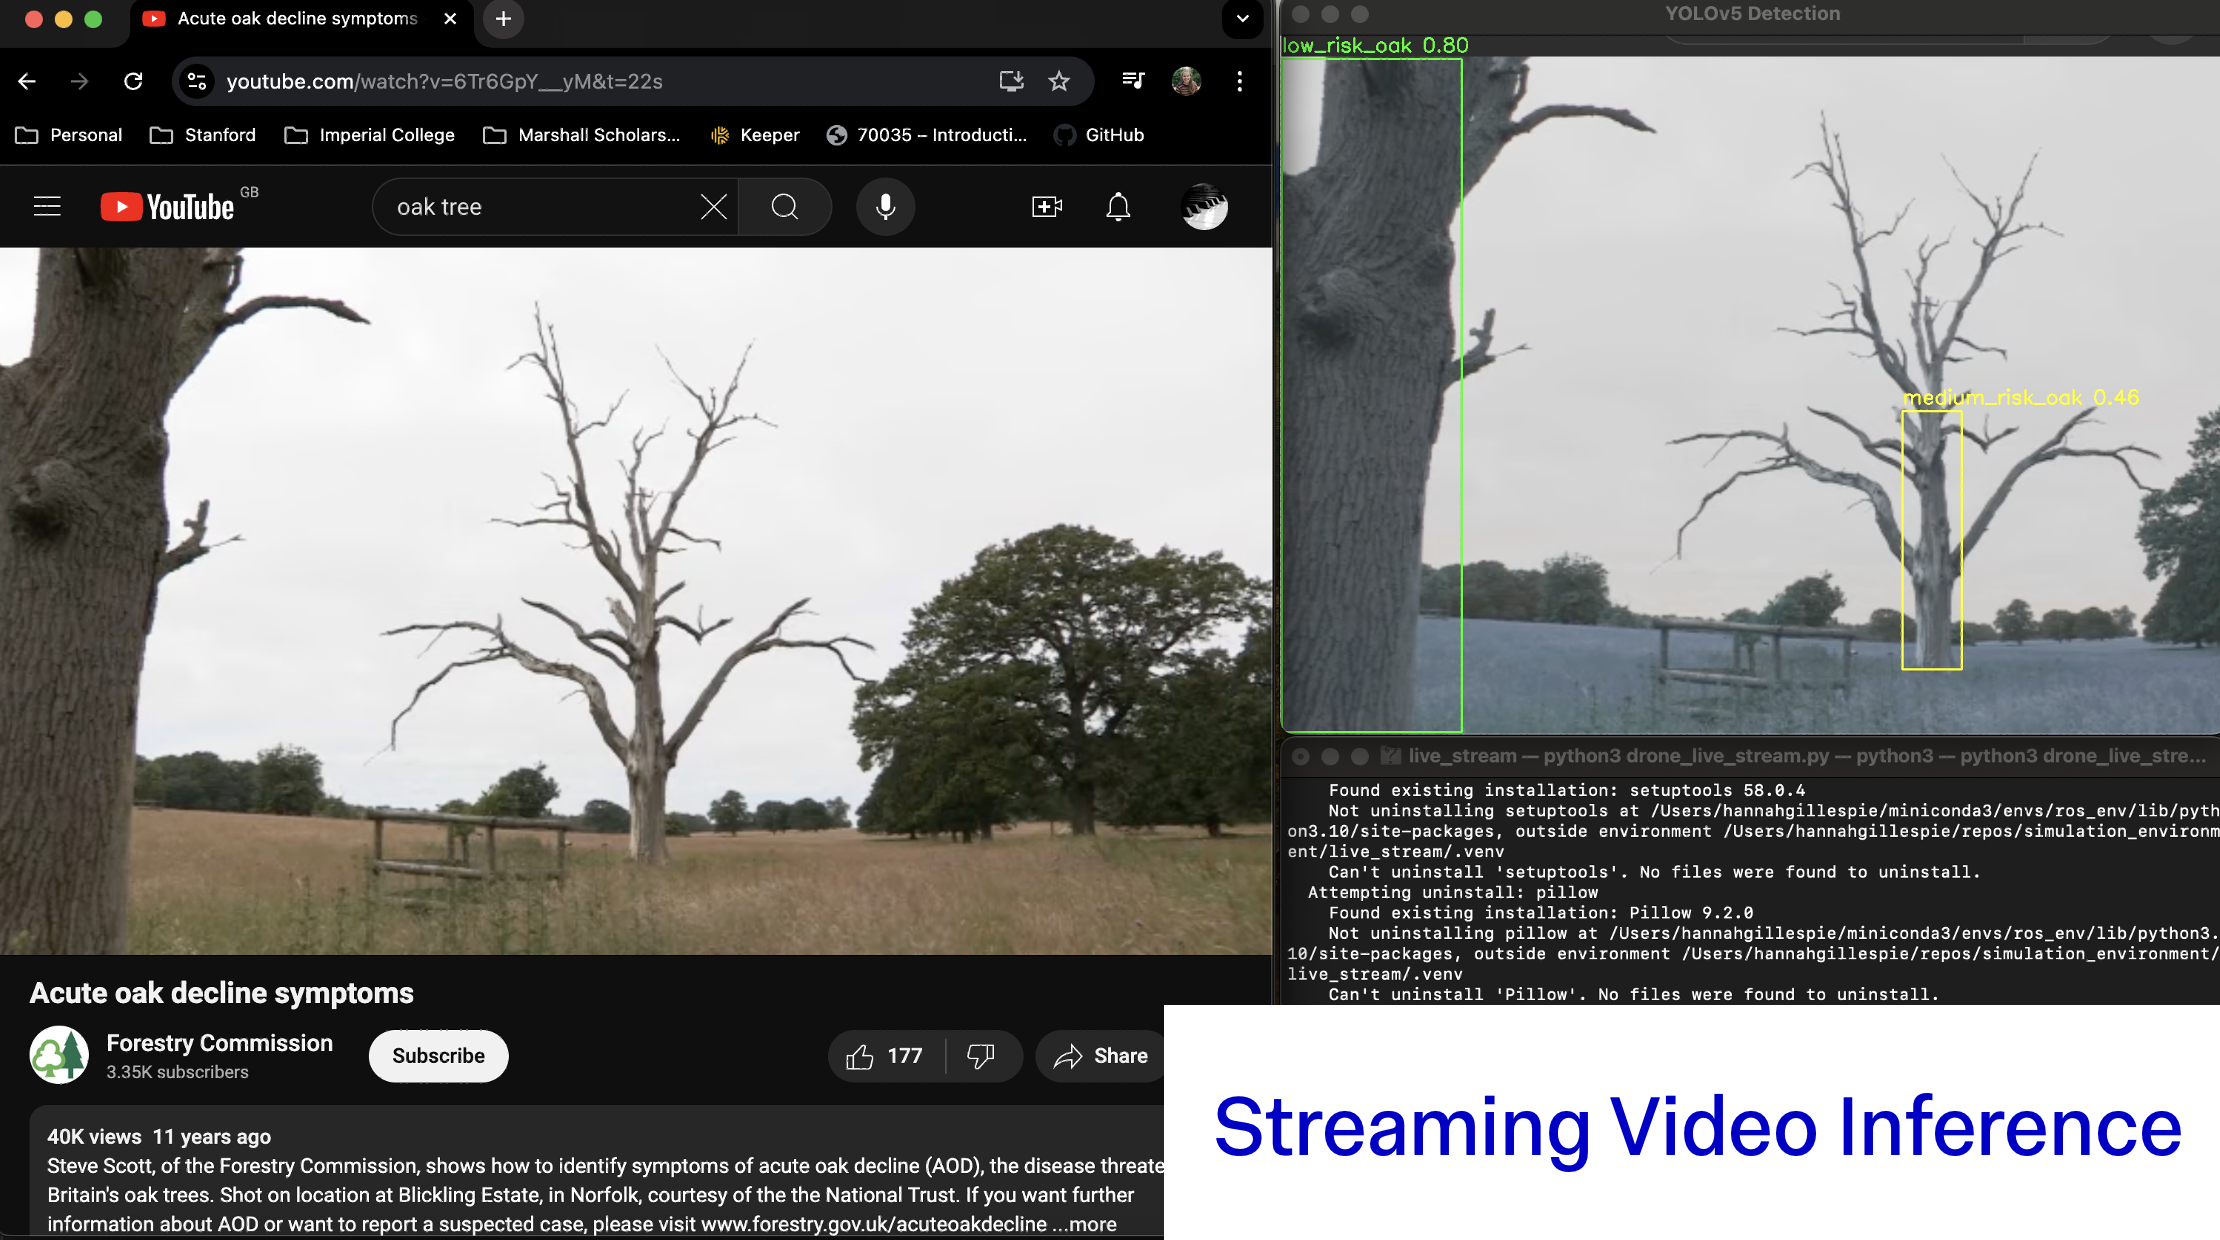 Acute oak decline symptoms
youtube.com/watch?v=6Tr6GpY__yM&t=22s
Personal
Stanford
Imperial College
Marshall Scholars...
Keeper
70035 – Introducti...
GitHub
YouTube GB
oak tree
Acute oak decline symptoms
Forestry Commission
3.35K subscribers
Subscribe
177
Share
40K views 11 years ago
Steve Scott, of the Forestry Commission, shows how to identify symptoms of acute oak decline (AOD), the disease threate
Britain's oak trees. Shot on location at Blickling Estate, in Norfolk, courtesy of the the National Trust. If you want further
information about AOD or want to report a suspected case, please visit www.forestry.gov.uk/acuteoakdecline ...more
YOLOv5 Detection
low_risk_oak 0.80
medium_risk_oak 0.46
live_stream — python3 drone_live_stream.py — python3 — python3 drone_live_stre...
Found existing installation: setuptools 58.0.4
Not uninstalling setuptools at /Users/hannahgillespie/miniconda3/envs/ros_env/lib/pyth
on3.10/site-packages, outside environment /Users/hannahgillespie/repos/simulation_environm
ent/live_stream/.venv
Can't uninstall 'setuptools'. No files were found to uninstall.
Attempting uninstall: pillow
Found existing installation: Pillow 9.2.0
Not uninstalling pillow at /Users/hannahgillespie/miniconda3/envs/ros_env/lib/python3.
10/site-packages, outside environment /Users/hannahgillespie/repos/simulation_environment/
live_stream/.venv
Can't uninstall 'Pillow'. No files were found to uninstall.
Streaming Video Inference